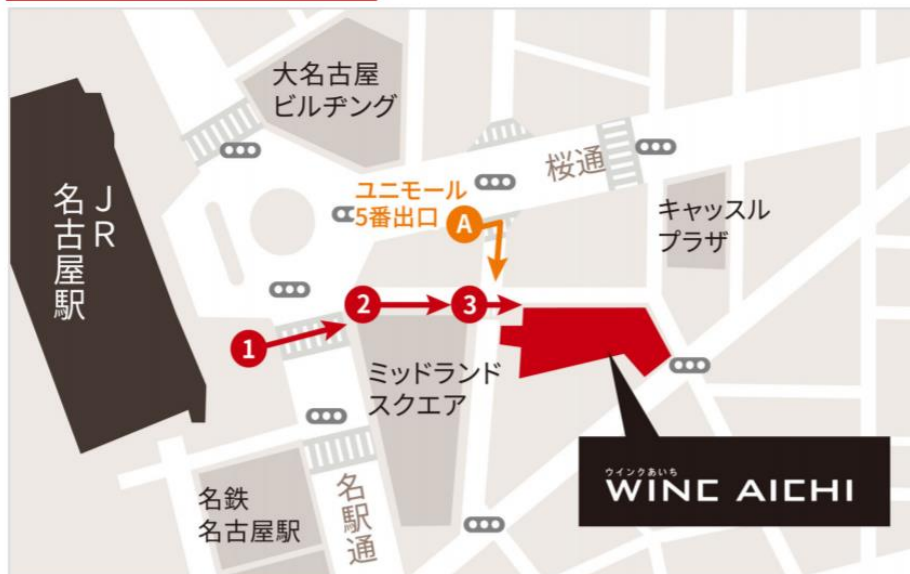 大名古屋
ビルヂング
JR
名古屋駅
ユニモール
5番出口
A
桜通
キャッスル
プラザ
1
2
3
ミッドランド
スクエア
名鉄
名古屋駅
名駅通
ウインクあいち
WINC AICHI